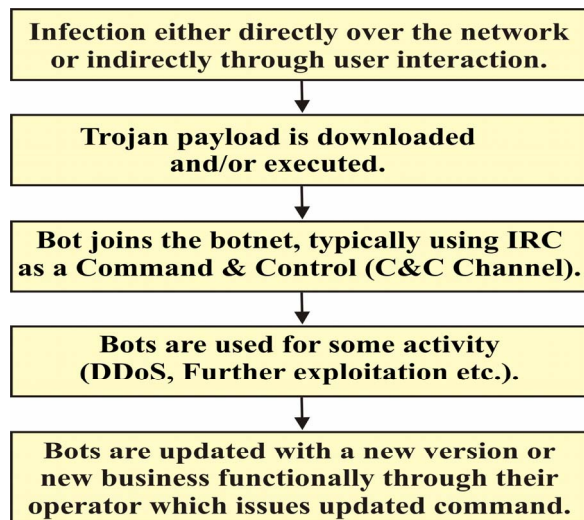 Infection either directly over the network
or indirectly through user interaction.
Trojan payload is downloaded
and/or executed.
Bot joins the botnet, typically using IRC
as a Command & Control (C&C Channel).
Bots are used for some activity
(DDoS, Further exploitation etc.).
Bots are updated with a new version or
new business functionally through their
operator which issues updated command.